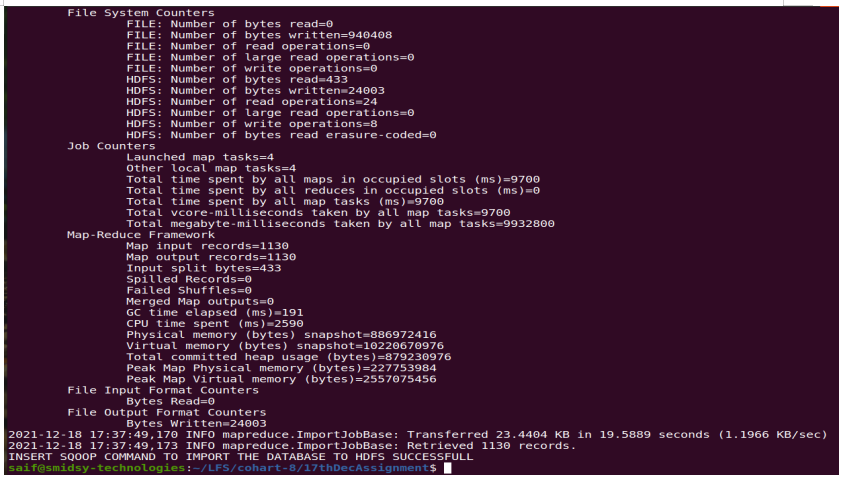 File System Counters
FILE: Number of bytes read=0
FILE: Number of bytes written=940408
FILE: Number of read operations=0
FILE: Number of large read operations=0
FILE: Number of write operations=0
HDFS: Number of bytes read=433
HDFS: Number of bytes written=24003
HDFS: Number of read operations=24
HDFS: Number of large read operations=0
HDFS: Number of write operations=8
HDFS: Number of bytes read erasure-coded=0
Job Counters
Launched map tasks=4
Other local map tasks=4
Total time spent by all maps in occupied slots (ms)=9700
Total time spent by all reduces in occupied slots (ms)=0
Total time spent by all map tasks (ms)=9700
Total vcore-milliseconds taken by all map tasks=9700
Total megabyte-milliseconds taken by all map tasks=9932800
Map-Reduce Framework
Map input records=1130
Map output records=1130
Input split bytes=433
Spilled Records=0
Failed Shuffles=0
Merged Map outputs=0
GC time elapsed (ms)=191
CPU time spent (ms)=2590
Physical memory (bytes) snapshot=886972416
Virtual memory (bytes) snapshot=10220670976
Total committed heap usage (bytes)=879230976
Peak Map Physical memory (bytes)=227753984
Peak Map Virtual memory (bytes)=2557075456
File Input Format Counters
Bytes Read=0
File Output Format Counters
Bytes Written=24003
2021-12-18 17:37:49,170 INFO mapreduce.ImportJobBase: Transferred 23.4404 KB in 19.5889 seconds (1.1966 KB/sec)
2021-12-18 17:37:49,173 INFO mapreduce.ImportJobBase: Retrieved 1130 records.
INSERT SQOOP COMMAND TO IMPORT THE DATABASE TO HDFS SUCCESSFULL
saif@smidsy-technologies:~/LFS/cohart-8/17thDecAssignment$